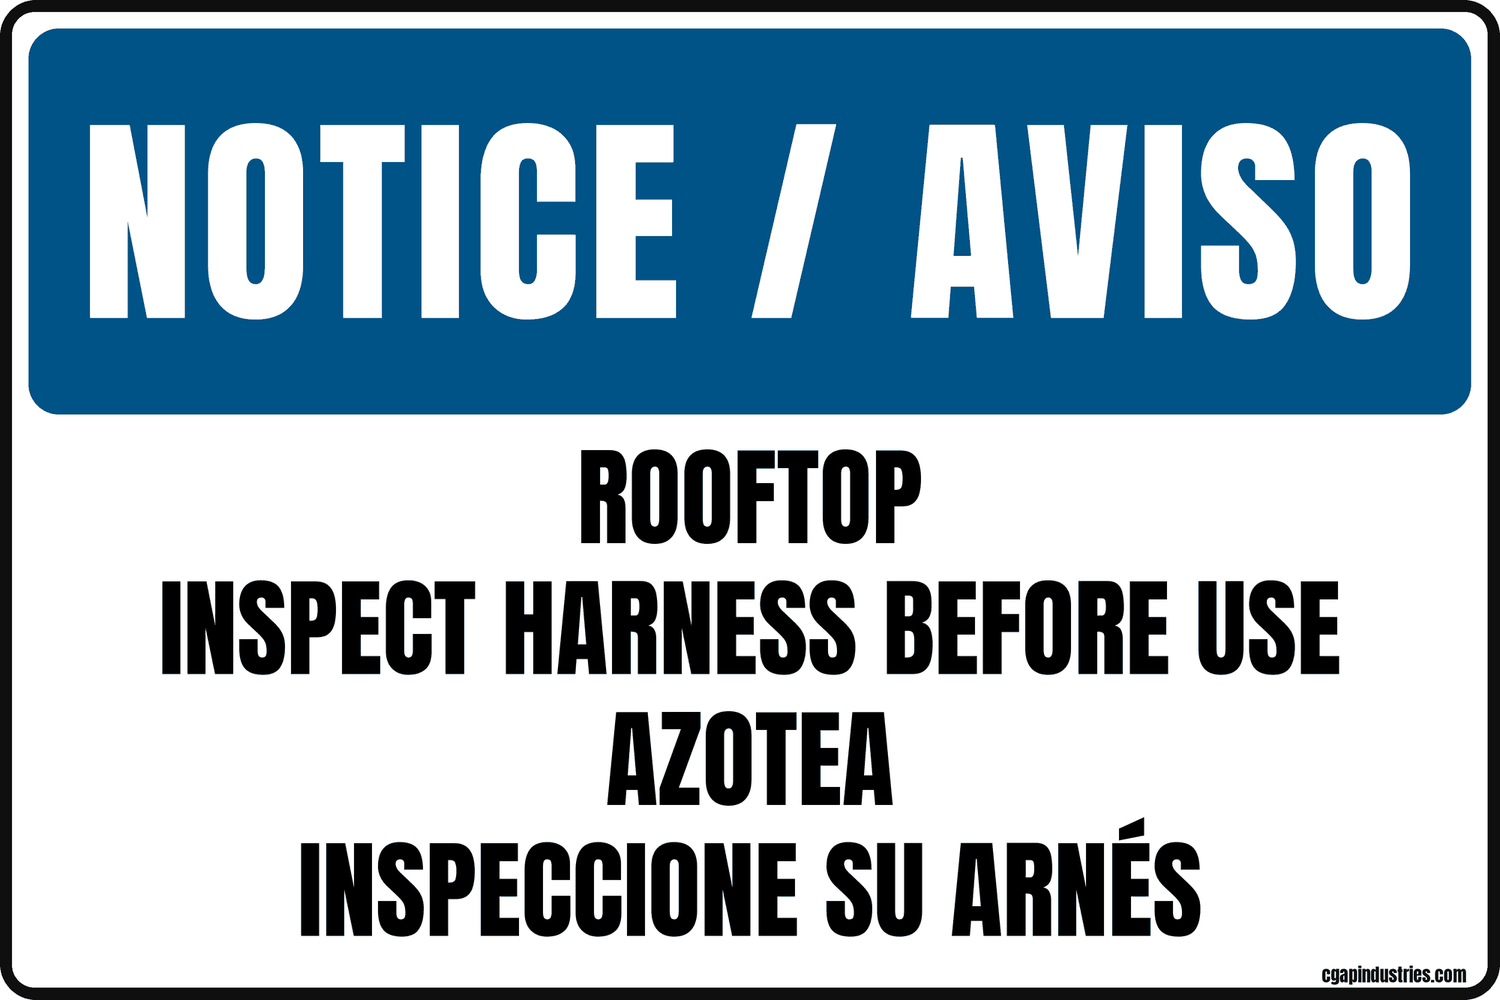 NOTICE / AVISO
ROOFTOP
INSPECT HARNESS BEFORE USE
AZOTEA
INSPECCIONE SU ARNÉS
cgapindustries.com